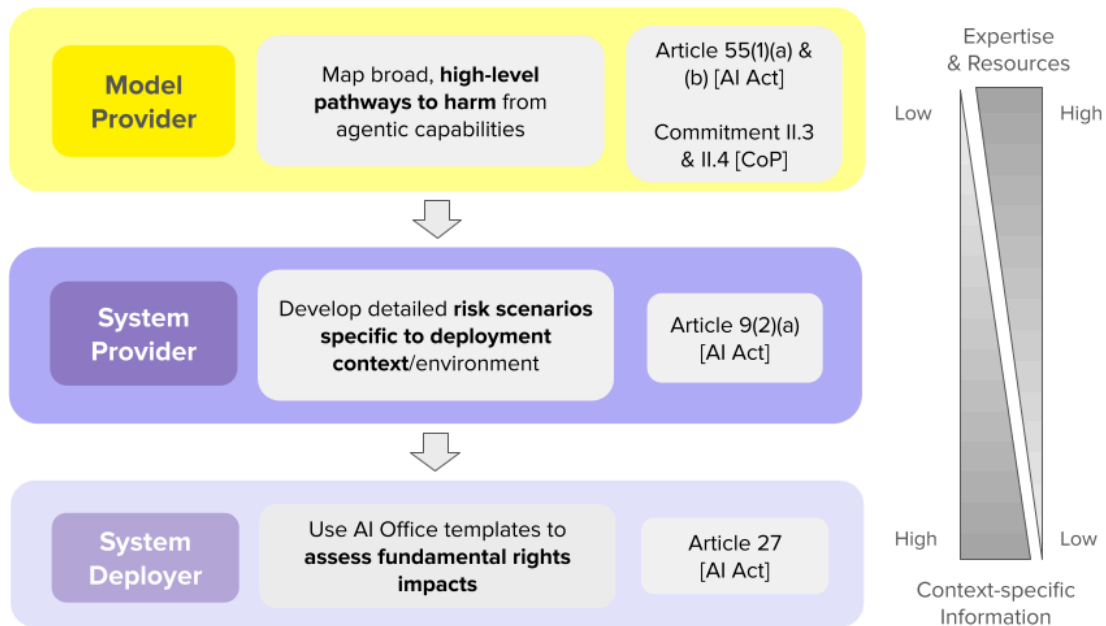 Model
Provider
Map broad, high-level
pathways to harm from
agentic capabilities
Article 55(1)(a) &
(b) [AI Act]
Commitment II.3
& II.4 [CoP]
System
Provider
Develop detailed risk scenarios
specific to deployment
context/environment
Article 9(2)(a)
[AI Act]
System
Deployer
Use AI Office templates to
assess fundamental rights
impacts
Article 27
[AI Act]
Expertise
& Resources
Low
High
High
Low
Context-specific
Information